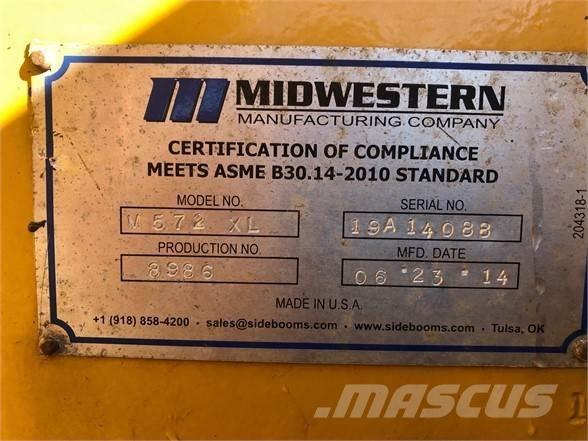 MIDWESTERN
MANUFACTURING COMPANY
CERTIFICATION OF COMPLIANCE
MEETS ASME B30.14-2010 STANDARD
MODEL NO.
M572 XL
SERIAL NO.
19A14088
PRODUCTION NO.
8986
MFD. DATE
06 23 14
MADE IN U.S.A.
+1 (918) 858-4200 • sales@sidebooms.com • www.sidebooms.com • Tulsa, OK
204318-1
MASCUS